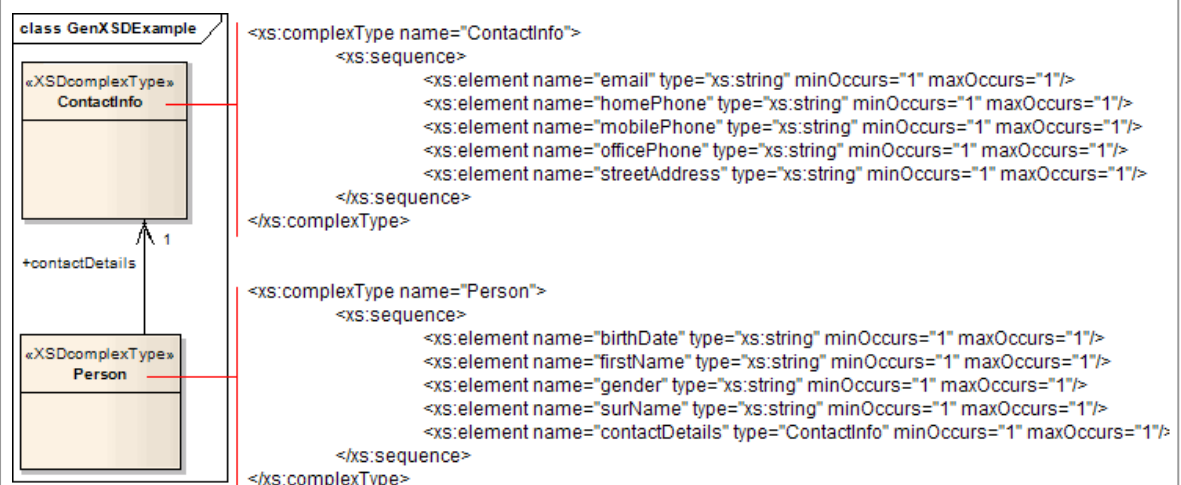 class GenXSDExample
«XSDcomplexType»
ContactInfo
1
+contactDetails
«XSDcomplexType»
Person
<xs:complexType name="ContactInfo">
<xs:sequence>
<xs:element name="email" type="xs:string" minOccurs="1" maxOccurs="1"/>
<xs:element name="homePhone" type="xs:string" minOccurs="1" maxOccurs="1"/>
<xs:element name="mobilePhone" type="xs:string" minOccurs="1" maxOccurs="1"/>
<xs:element name="officePhone" type="xs:string" minOccurs="1" maxOccurs="1"/>
<xs:element name="streetAddress" type="xs:string" minOccurs="1" maxOccurs="1"/>
</xs:sequence>
</xs:complexType>
<xs:complexType name="Person">
<xs:sequence>
<xs:element name="birthDate" type="xs:string" minOccurs="1" maxOccurs="1"/>
<xs:element name="firstName" type="xs:string" minOccurs="1" maxOccurs="1"/>
<xs:element name="gender" type="xs:string" minOccurs="1" maxOccurs="1"/>
<xs:element name="surName" type="xs:string" minOccurs="1" maxOccurs="1"/>
<xs:element name="contactDetails" type="ContactInfo" minOccurs="1" maxOccurs="1"/>
</xs:sequence>
</xs:complexType>